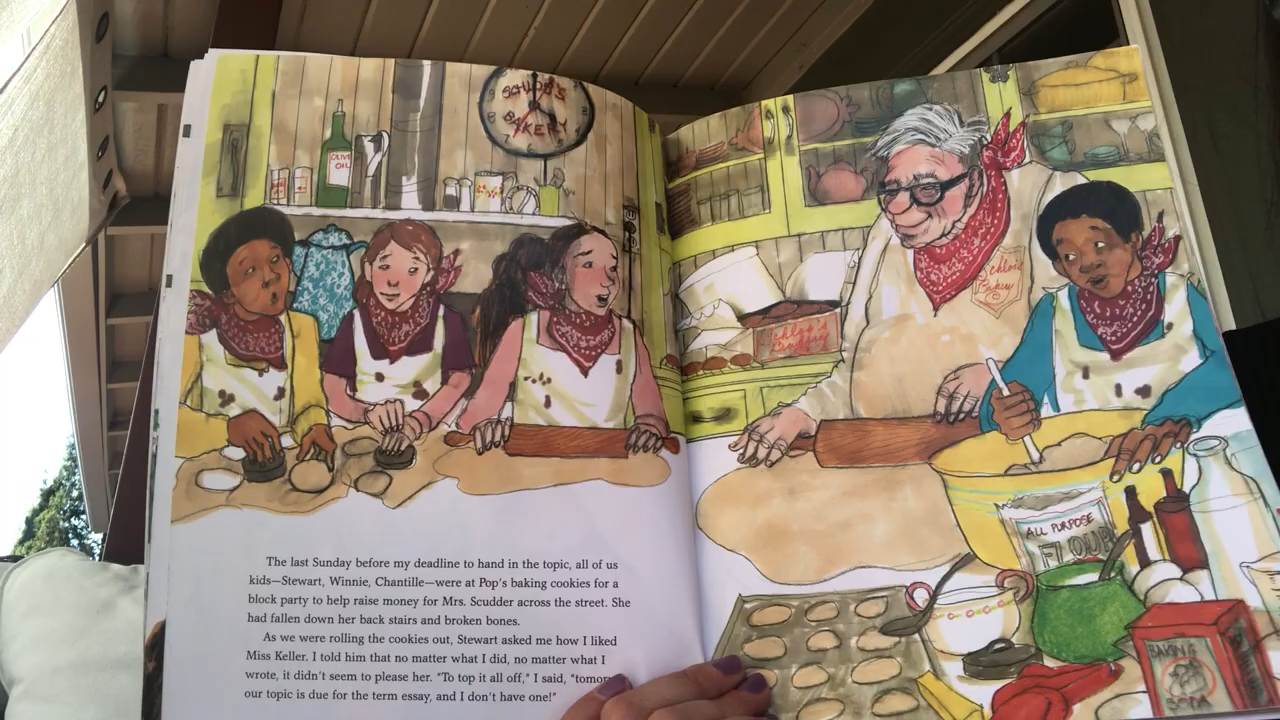 SCHLOE'S
BAKERY
OLIVE
OIL
Schloe's
Bakery
ALL PURPOSE
FLOUR
BAKING
SODA
The last Sunday before my deadline to hand in the topic, all of us
kids—Stewart, Winnie, Chantille—were at Pop's baking cookies for a
block party to help raise money for Mrs. Scudder across the street. She
had fallen down her back stairs and broken bones.
As we were rolling the cookies out, Stewart asked me how I liked
Miss Keller. I told him that no matter what I did, no matter what I
wrote, it didn't seem to please her. "To top it all off," I said, "tomor
our topic is due for the term essay, and I don't have one!"